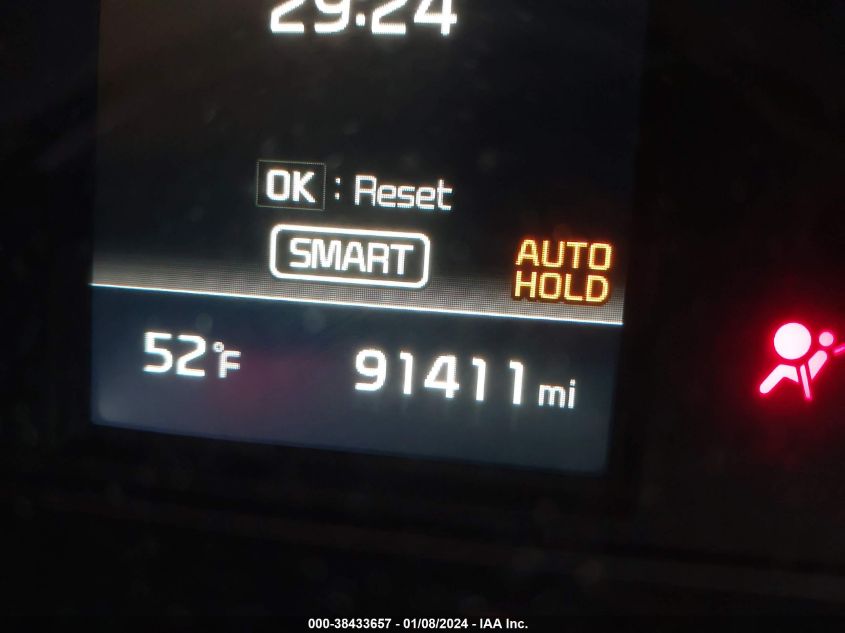 29:24
OK : Reset
SMART
AUTO
HOLD
52°F 91411 mi
000-38433657 - 01/08/2024 - IAA Inc.